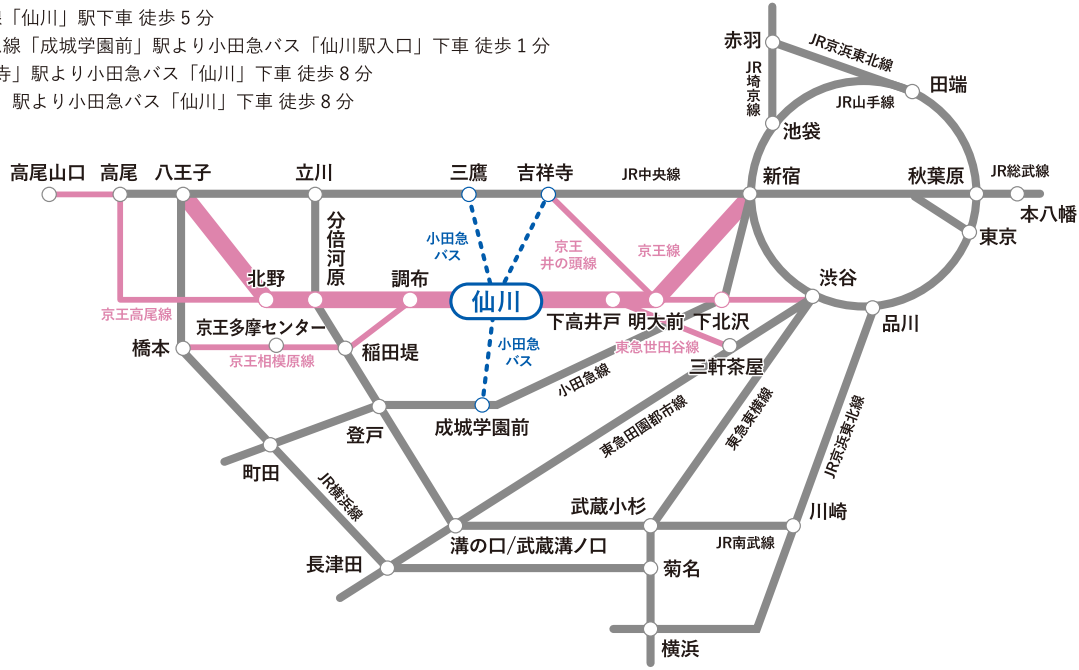 線「仙川」駅下車 徒歩 5 分
線「成城学園前」駅より小田急バス「仙川駅入口」下車 徒歩 1 分
寺」駅より小田急バス「仙川」下車 徒歩 8 分
」駅より小田急バス「仙川」下車 徒歩 8 分
赤羽
JR京浜東北線
JR埼京線
田端
JR山手線
池袋
高尾山口
高尾
八王子
立川
三鷹
吉祥寺
JR中央線
新宿
秋葉原
JR総武線
本八幡
東京
分倍河原
小田急
バス
京王
井の頭線
京王線
北野
調布
仙川
渋谷
京王高尾線
京王多摩センター
下高井戸
明大前
下北沢
品川
橋本
京王相模原線
稲田堤
小田急
バス
東急世田谷線
三軒茶屋
小田急線
登戸
成城学園前
東急田園都市線
東急東横線
JR京浜東北線
町田
JR横浜線
武蔵小杉
川崎
溝の口/武蔵溝ノ口
JR南武線
長津田
菊名
横浜